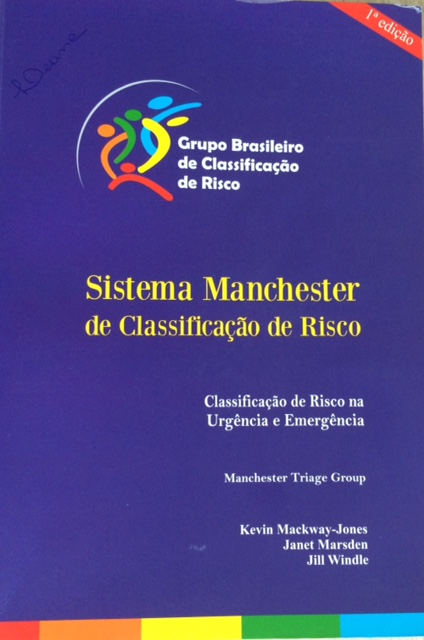 1ª edição
Grupo Brasileiro
de Classificação
de Risco
Sistema Manchester
de Classificação de Risco
Classificação de Risco na
Urgência e Emergência
Manchester Triage Group
Kevin Mackway-Jones
Janet Marsden
Jill Windle